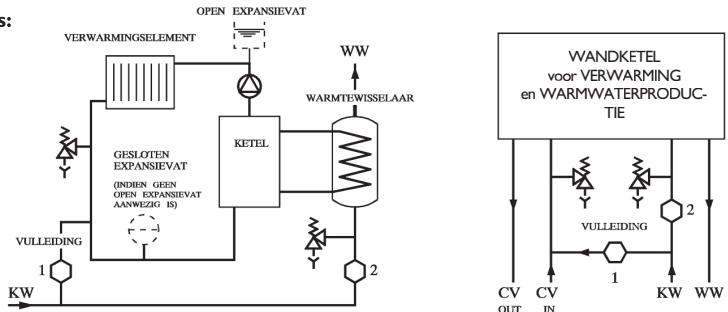 s:
OPEN EXPANSIEVAT
VERWARMINGSELEMENT
WW
WARMTEWISSELAAR
KETEL
GESLOTEN
EXPANSIEVAT
(INDIEN GEEN
OPEN EXPANSIEVAT
AANWEZIG IS)
VULLEIDING
1
2
KW
WANDKETEL
voor VERWARMING
en WARMWATERPRODUC-
TIE
2
VULLEIDING
1
CV
OUT
CV
IN
KW
WW